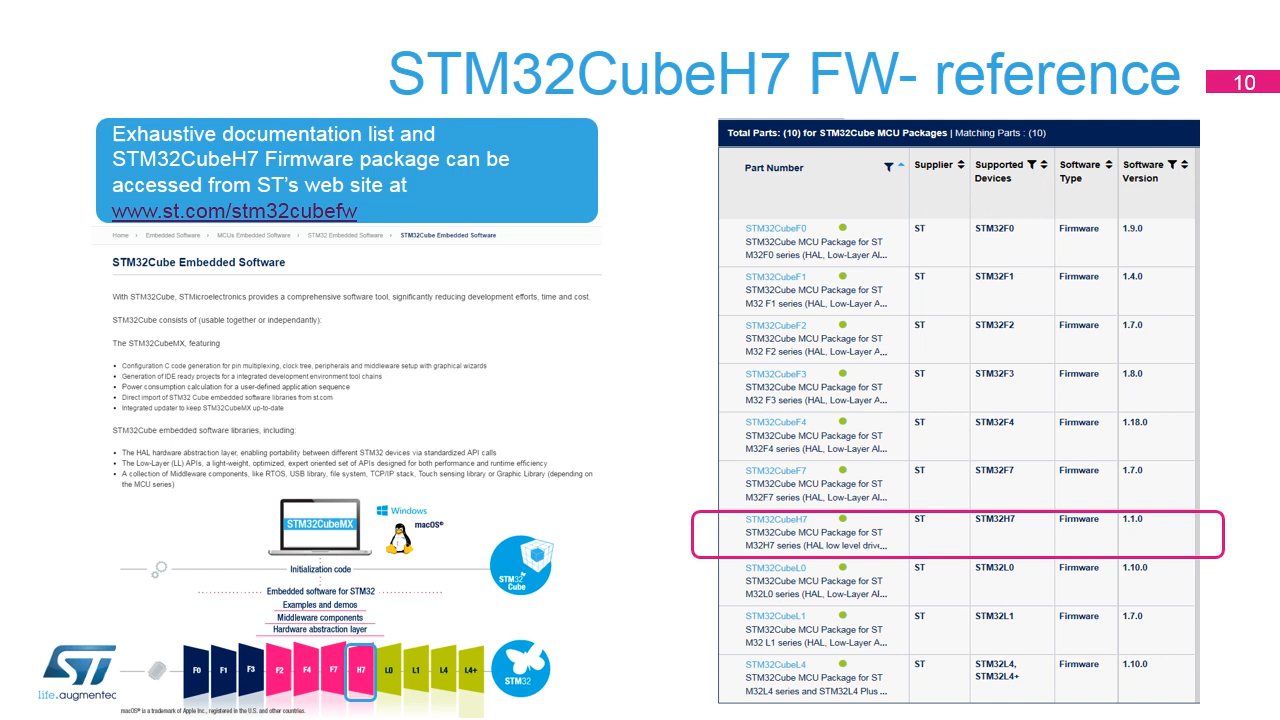 STM32CubeH7 FW- reference
10
Exhaustive documentation list and
STM32CubeH7 Firmware package can be
accessed from ST's web site at
www.st.com/stm32cubefw
Home › Embedded Software › MCUs Embedded Software › STM32 Embedded Software › STM32Cube Embedded Software
STM32Cube Embedded Software
With STM32Cube, STMicroelectronics provides a comprehensive software tool, significantly reducing development efforts, time and cost.
STM32Cube consists of (usable together or independantly):
The STM32CubeMX, featuring
• Configuration C code generation for pin multiplexing, clock tree, peripherals and middleware setup with graphical wizards
• Generation of IDE ready projects for a integrated development environment tool chains
• Power consumption calculation for a user-defined application sequence
• Direct import of STM32 Cube embedded software libraries from st.com
• Integrated updater to keep STM32CubeMX up-to-date
STM32Cube embedded software libraries, including:
• The HAL hardware abstraction layer, enabling portability between different STM32 devices via standardized API calls
• The Low-Layer (LL) APIs, a light-weight, optimized, expert oriented set of APIs designed for both performance and runtime efficiency
• A collection of Middleware components, like RTOS, USB library, file system, TCP/IP stack, Touch sensing library or Graphic Library (depending on
the MCU series)
STM32CubeMX
Windows
macOS®
Initialization code
STM32
Cube
Embedded software for STM32
Examples and demos
Middleware components
Hardware abstraction layer
F0 F1 F3 F2 F4 F7 H7 L0 L1 L4 L4+
STM32
ST
life.augmented
macOS® is a trademark of Apple Inc., registered in the U.S. and other countries.
Total Parts: (10) for STM32Cube MCU Packages | Matching Parts : (10)
Part Number Supplier Supported Devices Software Type Software Version
STM32CubeF0 ST STM32F0 Firmware 1.9.0
STM32Cube MCU Package for ST
M32F0 series (HAL, Low-Layer AI...
STM32CubeF1 ST STM32F1 Firmware 1.4.0
STM32Cube MCU Package for ST
M32 F1 series (HAL, Low-Layer A...
STM32CubeF2 ST STM32F2 Firmware 1.7.0
STM32Cube MCU Package for ST
M32 F2 series (HAL, Low-Layer A...
STM32CubeF3 ST STM32F3 Firmware 1.8.0
STM32Cube MCU Package for ST
M32 F3 series (HAL, Low-Layer A...
STM32CubeF4 ST STM32F4 Firmware 1.18.0
STM32Cube MCU Package for ST
M32F4 series (HAL, Low-Layer AI...
STM32CubeF7 ST STM32F7 Firmware 1.7.0
STM32Cube MCU Package for ST
M32F7 series (HAL, Low-Layer AI...
STM32CubeH7 ST STM32H7 Firmware 1.1.0
STM32Cube MCU Package for ST
M32H7 series (HAL low level drive...
STM32CubeL0 ST STM32L0 Firmware 1.10.0
STM32Cube MCU Package for ST
M32L0 series (HAL, Low-Layer AI...
STM32CubeL1 ST STM32L1 Firmware 1.7.0
STM32Cube MCU Package for ST
M32 L1 series (HAL, Low-Layer A...
STM32CubeL4 ST STM32L4, STM32L4+ Firmware 1.10.0
STM32Cube MCU Package for ST
M32L4 series and STM32L4 Plus ...